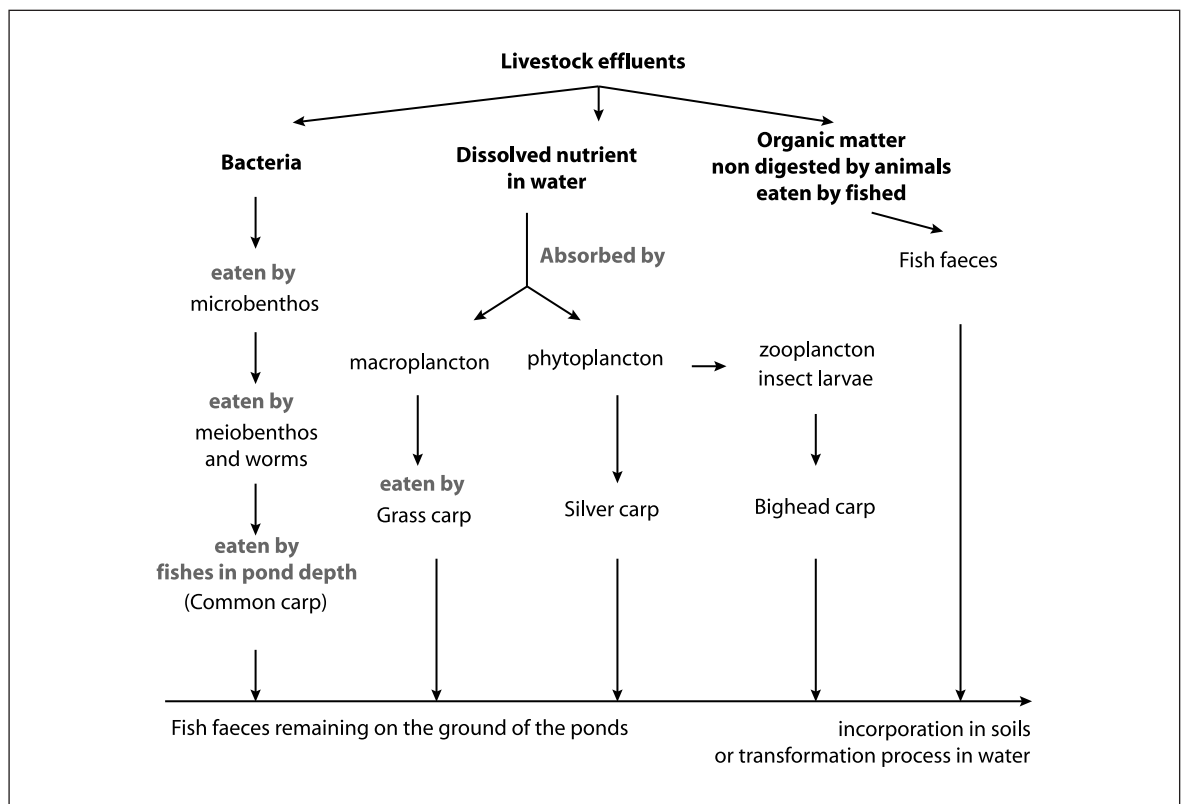 Livestock effluents
Bacteria
Dissolved nutrient
in water
Organic matter
non digested by animals
eaten by fished
Absorbed by
Fish faeces
eaten by
microbenthos
macroplancton
phytoplancton
zooplancton
insect larvae
eaten by
meiobenthos
and worms
eaten by
Grass carp
Silver carp
Bighead carp
eaten by
fishes in pond depth
(Common carp)
Fish faeces remaining on the ground of the ponds
incorporation in soils
or transformation process in water